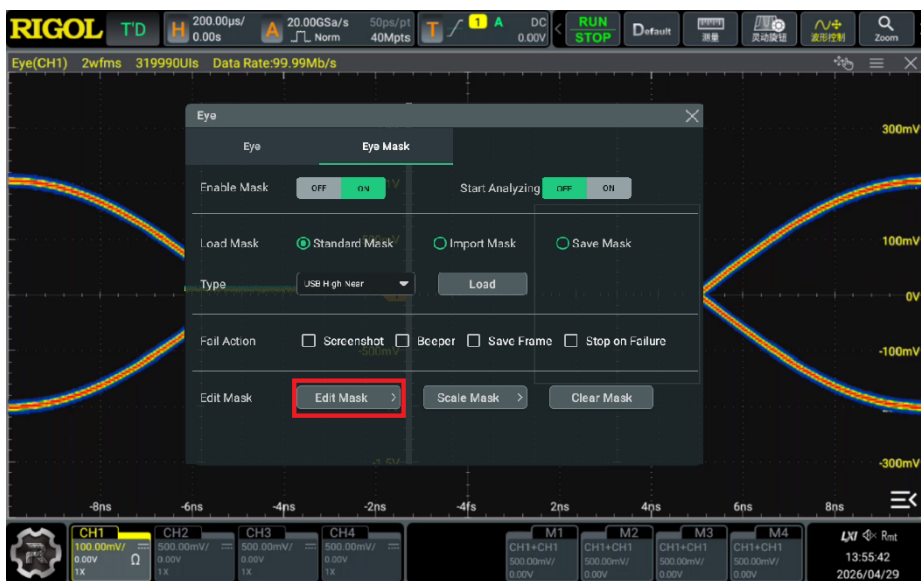 RIGOL T'D H 200.00µs/ 0.00s A 20.00GSa/s Norm 50ps/pt 40Mpts T 1 A DC 0.00V RUN STOP Default 测量 灵动旋钮 波形控制 Zoom
Eye(CH1) 2wfms 319990UIs Data Rate:99.99Mb/s
Eye
Eye Eye Mask
300mV
Enable Mask OFF ON Start Analyzing OFF ON
Load Mask Standard Mask Import Mask Save Mask
100mV
Type USB High Near Load
0V
Fail Action Screenshot Beeper Save Frame Stop on Failure
-500mV
-100mV
Edit Mask Edit Mask > Scale Mask > Clear Mask
-1.5V
-300mV
-8ns -6ns -4ns -2ns -4fs 2ns 4ns 6ns 8ns
CH1 CH2 CH3 CH4 M1 M2 M3 M4
100.00mV/ 500.00mV/ 500.00mV/ 500.00mV/ CH1+CH1 CH1+CH1 CH1+CH1 CH1+CH1
0.00V Ω 0.00V 0.00V 0.00V 500.00mV/ 500.00mV/ 500.00mV/ 500.00mV/
1X 1X 1X 1X 0.00V 0.00V 0.00V 0.00V
LXI Rmt
13:55:42
2026/04/29